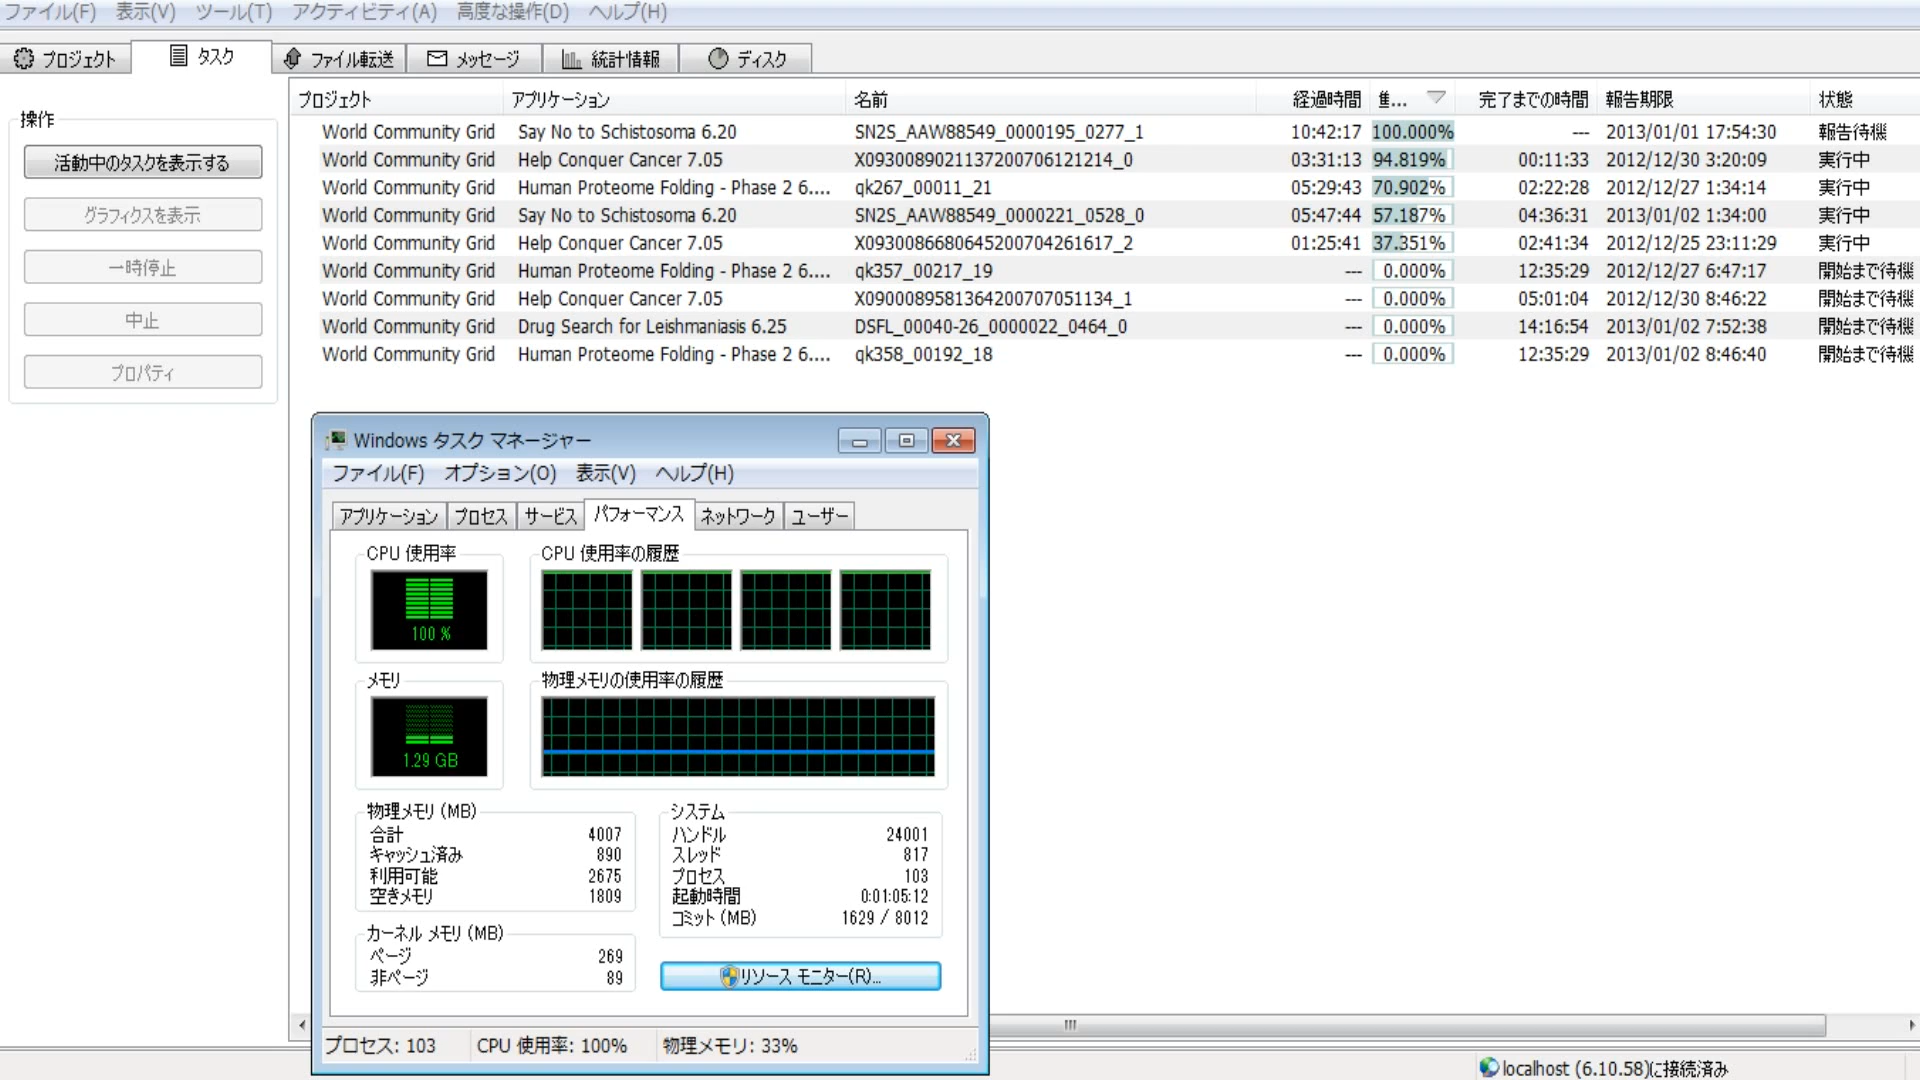 ファイル(F) 表示(V) ツール(T) アクティビティ(A) 高度な操作(D) ヘルプ(H)
プロジェクト タスク ファイル転送 メッセージ 統計情報 ディスク
操作
活動中のタスクを表示する
グラフィクスを表示
一時停止
中止
プロパティ
プロジェクト アプリケーション 名前 経過時間 進... 完了までの時間 報告期限 状態
World Community Grid Say No to Schistosoma 6.20 SN2S_AAW88549_0000195_0277_1 10:42:17 100.000% --- 2013/01/01 17:54:30 報告待機
World Community Grid Help Conquer Cancer 7.05 X0930089021137200706121214_0 03:31:13 94.819% 00:11:33 2012/12/30 3:20:09 実行中
World Community Grid Human Proteome Folding - Phase 2 6.... qk267_00011_21 05:29:43 70.902% 02:22:28 2012/12/27 1:34:14 実行中
World Community Grid Say No to Schistosoma 6.20 SN2S_AAW88549_0000221_0528_0 05:47:44 57.187% 04:36:31 2013/01/02 1:34:00 実行中
World Community Grid Help Conquer Cancer 7.05 X0930086680645200704261617_2 01:25:41 37.351% 02:41:34 2012/12/25 23:11:29 実行中
World Community Grid Human Proteome Folding - Phase 2 6.... qk357_00217_19 --- 0.000% 12:35:29 2012/12/27 6:47:17 開始まで待機
World Community Grid Help Conquer Cancer 7.05 X0900089581364200707051134_1 --- 0.000% 05:01:04 2012/12/30 8:46:22 開始まで待機
World Community Grid Drug Search for Leishmaniasis 6.25 DSFL_00040-26_0000022_0464_0 --- 0.000% 14:16:54 2013/01/02 7:52:38 開始まで待機
World Community Grid Human Proteome Folding - Phase 2 6.... qk358_00192_18 --- 0.000% 12:35:29 2013/01/02 8:46:40 開始まで待機
Windows タスク マネージャー
ファイル(F) オプション(O) 表示(V) ヘルプ(H)
アプリケーション プロセス サービス パフォーマンス ネットワーク ユーザー
CPU 使用率 CPU 使用率の履歴
100 %
メモリ 物理メモリの使用率の履歴
1.29 GB
物理メモリ (MB)
合計 4007
キャッシュ済み 890
利用可能 2675
空きメモリ 1809
カーネル メモリ (MB)
ページ 269
非ページ 89
システム
ハンドル 24001
スレッド 817
プロセス 103
起動時間 0:01:05:12
コミット (MB) 1629 / 8012
リソース モニター(R)...
プロセス: 103 CPU 使用率: 100% 物理メモリ: 33%
localhost (6.10.58)に接続済み